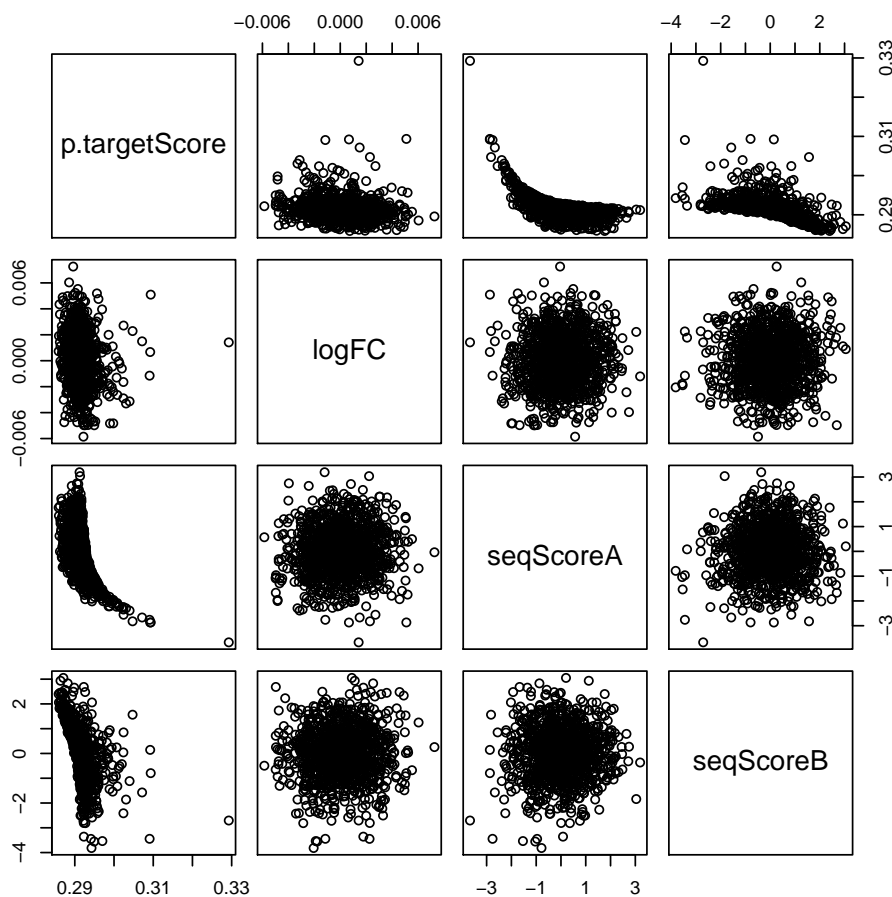 −0.006 0.000 0.006 −4 −2 0 2
p.targetScore 0.29 0.31 0.33
−0.006 0.000 0.006 logFC
seqScoreA −3 −1 1 3
−4 −2 0 2 seqScoreB
0.29 0.31 0.33 −3 −1 1 3